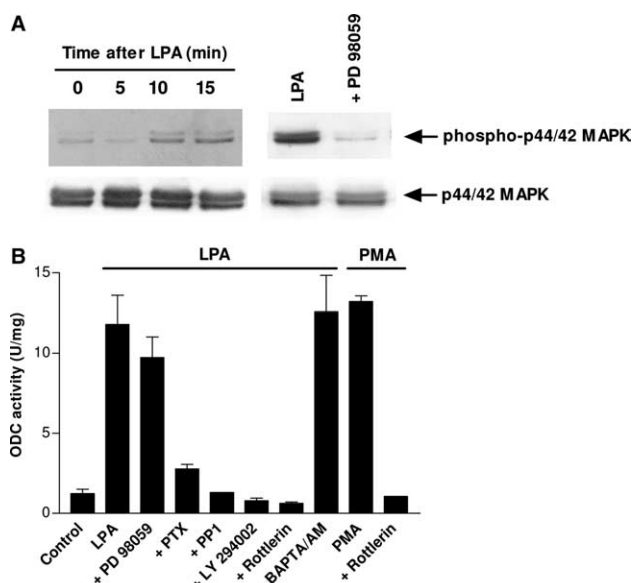 A
Time after LPA (min)
0 5 10 15
LPA
+ PD 98059
phospho-p44/42 MAPK
p44/42 MAPK
B
LPA
PMA
ODC activity (U/mg)
15
10
5
0
Control
LPA
+ PD 98059
+ PTX
+ PP1
+ LY 294002
+ Rottlerin
BAPTA/AM
PMA
+ Rottlerin